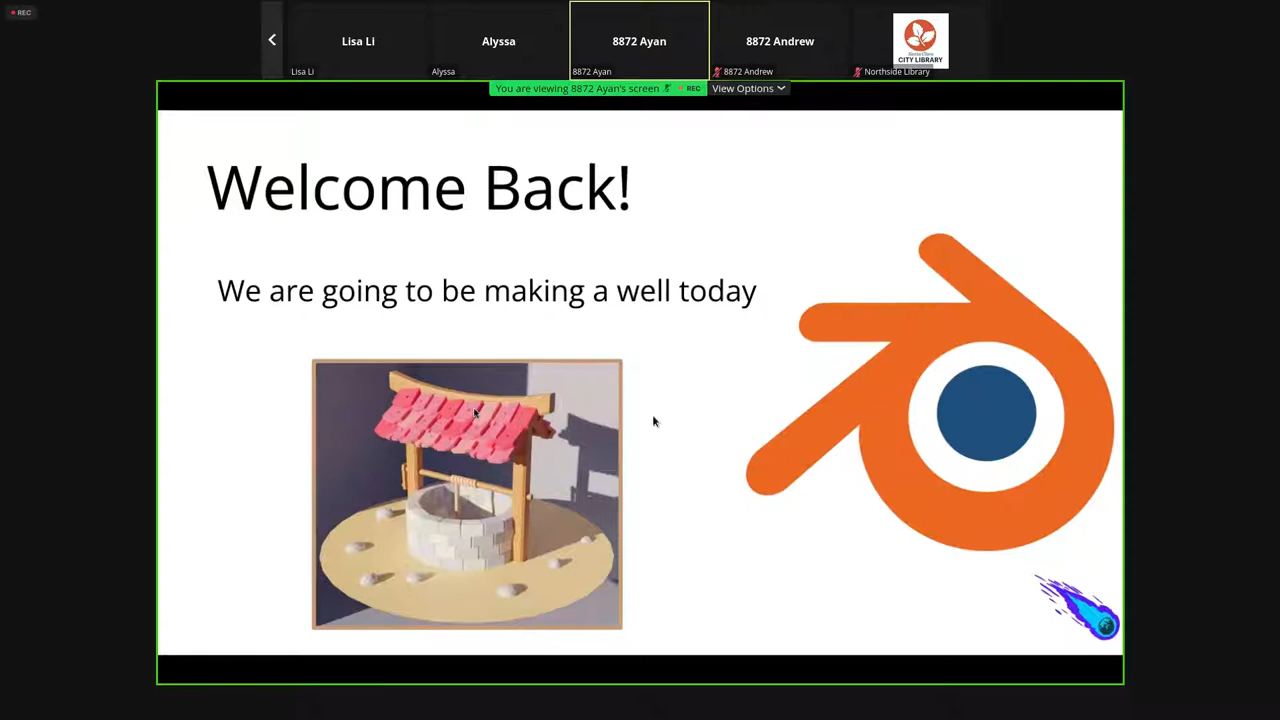 REC
Lisa Li
Alyssa
8872 Ayan
8872 Andrew
CITY LIBRARY
Lisa Li
Alyssa
8872 Ayan
8872 Andrew
Northside Library
You are viewing 8872 Ayan's screen
REC
View Options
Welcome Back!
We are going to be making a well today